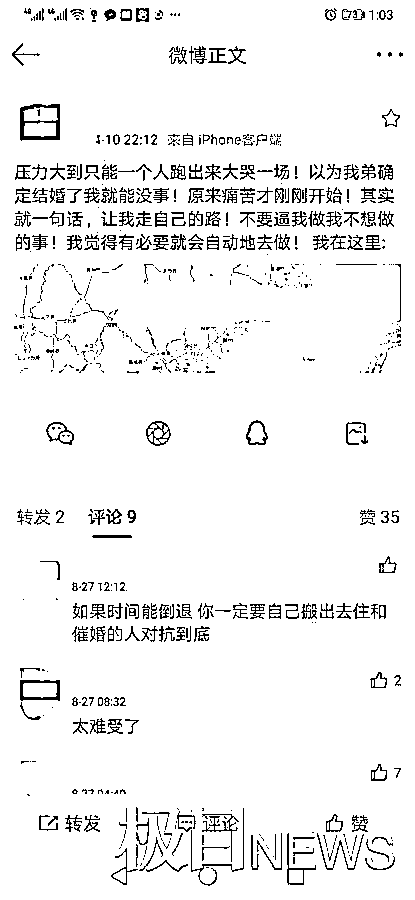 1:03
微博正文
4-10 22:12 来自 iPhone客户端
压力大到只能一个人跑出来大哭一场！以为我弟确
定结婚了我就能没事！原来痛苦才刚刚开始！其实
就一句话，让我走自己的路！不要逼我做我不想做
的事！我觉得有必要就会自动地去做！ 我在这里:
转发 2 评论 9 赞 35
8-27 12:12
如果时间能倒退 你一定要自己搬出去住和
催婚的人对抗到底
2
8-27 08:32
太难受了
7
转发 评论 赞
极目NEWS